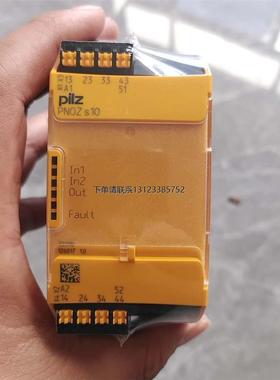 13 23 33 43
A1 51
pilz
PNOZ s10
In1
In2
Out
下单请联系13123385752
Fault
A2 52
14 24 34 44